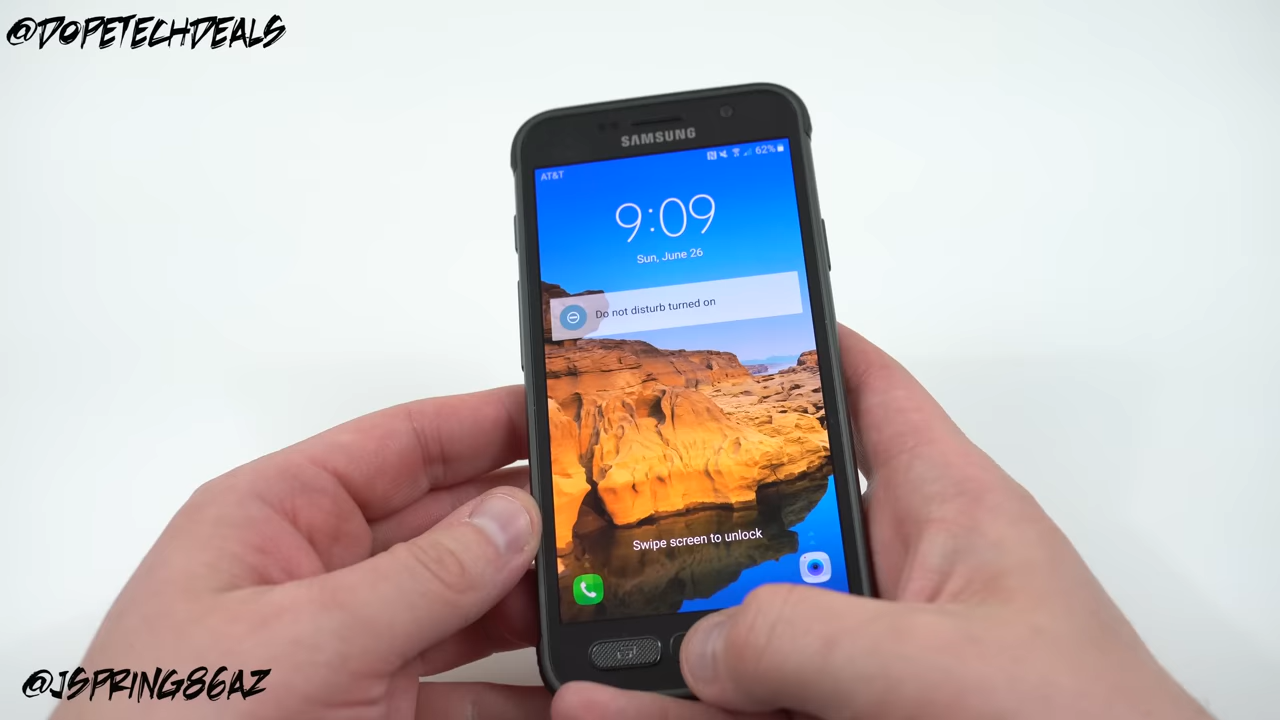 @DOPETECHDEALS
SAMSUNG
AT&T
62%
9:09
Sun, June 26
Do not disturb turned on
Swipe screen to unlock
@JSPRING86AZ